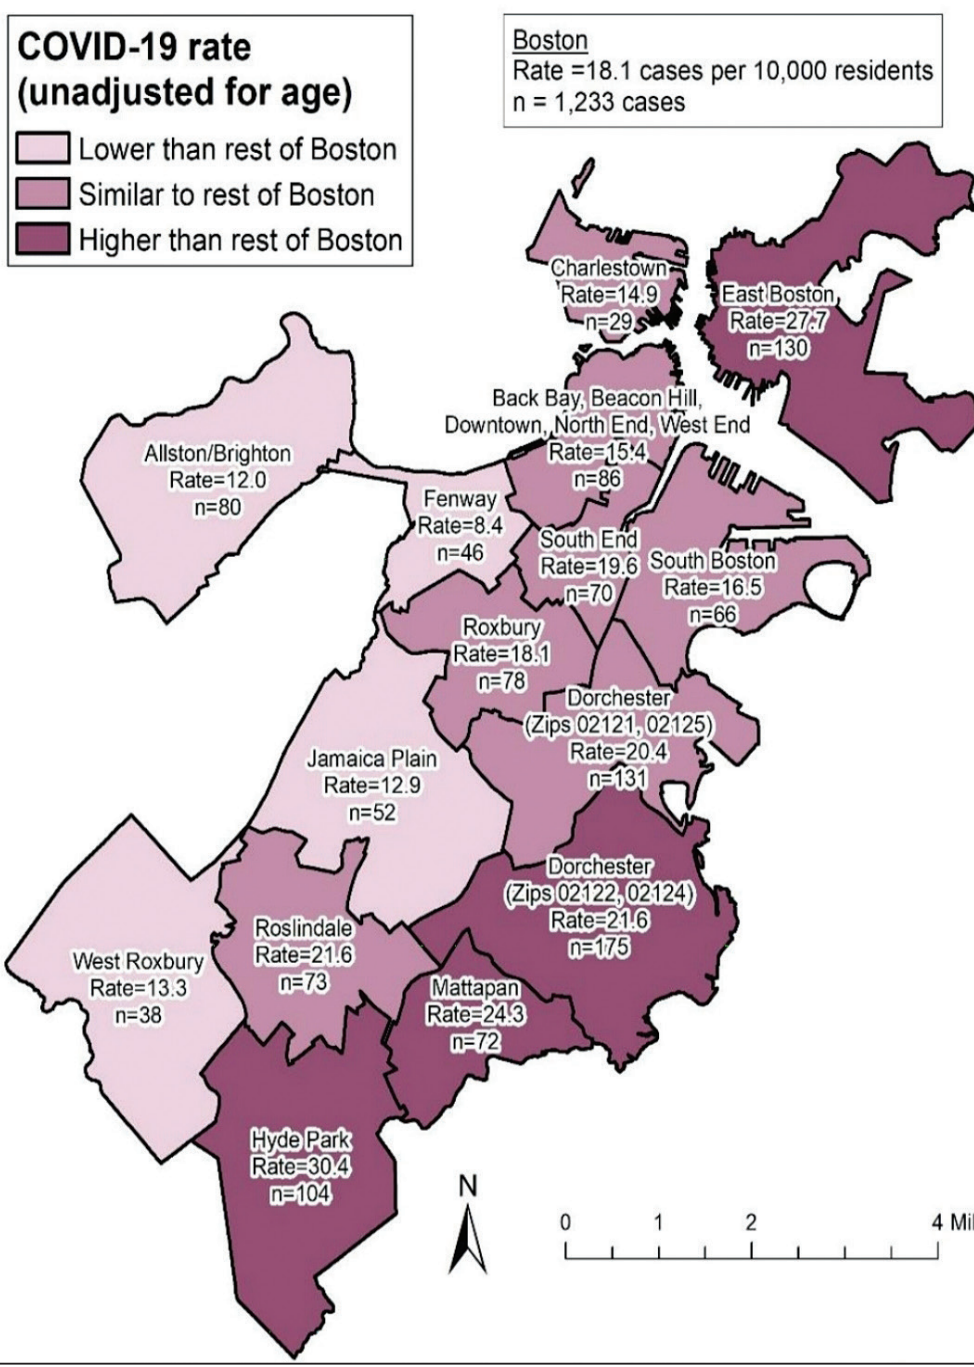 COVID-19 rate
(unadjusted for age)
Lower than rest of Boston
Similar to rest of Boston
Higher than rest of Boston
Boston
Rate =18.1 cases per 10,000 residents
n = 1,233 cases
Charlestown
Rate=14.9
n=29
East Boston
Rate=27.7
n=130
Back Bay, Beacon Hill,
Downtown, North End, West End
Rate=15.4
n=86
Allston/Brighton
Rate=12.0
n=80
Fenway
Rate=8.4
n=46
South End
Rate=19.6
n=70
South Boston
Rate=16.5
n=66
Roxbury
Rate=18.1
n=78
Dorchester
(Zips 02121, 02125)
Rate=20.4
n=131
Jamaica Plain
Rate=12.9
n=52
Dorchester
(Zips 02122, 02124)
Rate=21.6
n=175
Roslindale
Rate=21.6
n=73
West Roxbury
Rate=13.3
n=38
Mattapan
Rate=24.3
n=72
Hyde Park
Rate=30.4
n=104
N
0 1 2 4 Mil